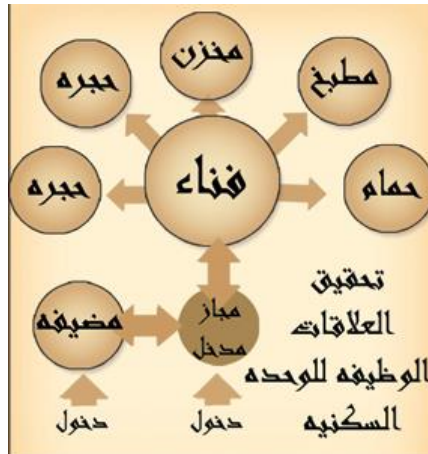 مخزن
حجره
مطبخ
فناء
حجره
حمام
مجاز
مدخل
مضيفه
دخول
دخول
تحقيق
العلاقات
الوظيفه للوحده
السكنيه